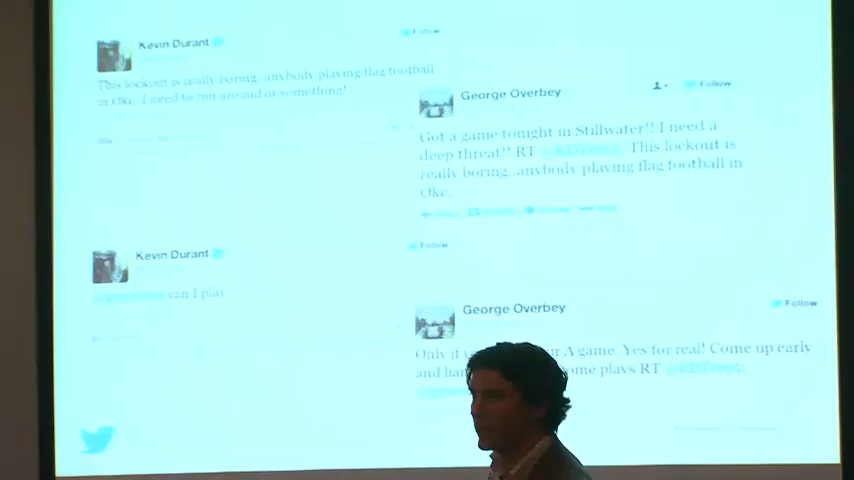 Kevin Durant
Follow
This lockout is really boring..anybody playing flag football
in Okc..I need to run around or something!
George Overbey
Follow
Got a game tonight in Stillwater!! I need a
deep threat!! RT This lockout is
really boring..anybody playing flag football in
Okc..
Kevin Durant
Follow
can I play
George Overbey
Follow
Only if A game. Yes for real! Come up early
and some plays RT